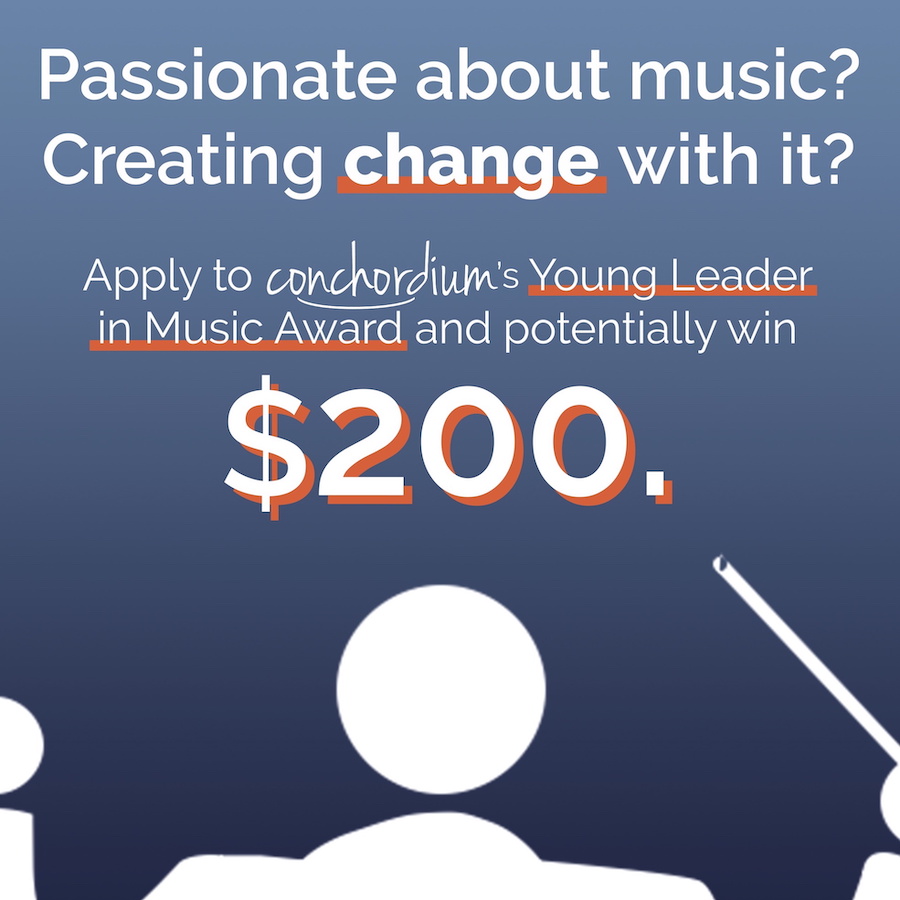 Passionate about music?
Creating change with it?
Apply to conchordium's Young Leader
in Music Award and potentially win
$200.